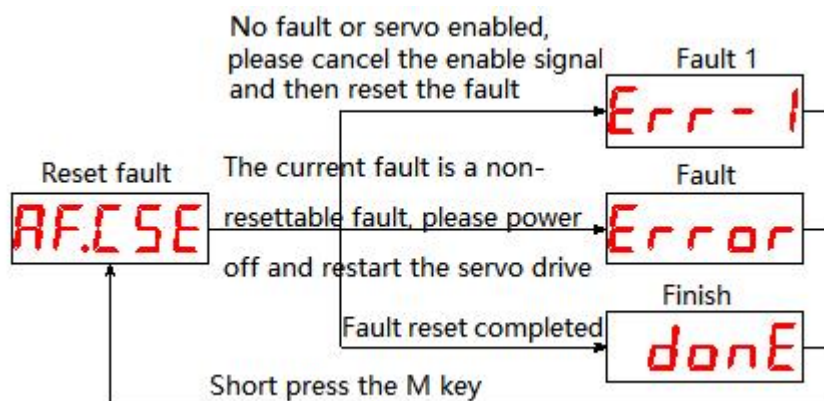 No fault or servo enabled,
please cancel the enable signal
and then reset the fault
Fault 1
Err-1
Reset fault
AF.CSE
The current fault is a non-
resettable fault, please power
off and restart the servo drive
Fault
Error
Finish
Fault reset completed
donE
Short press the M key